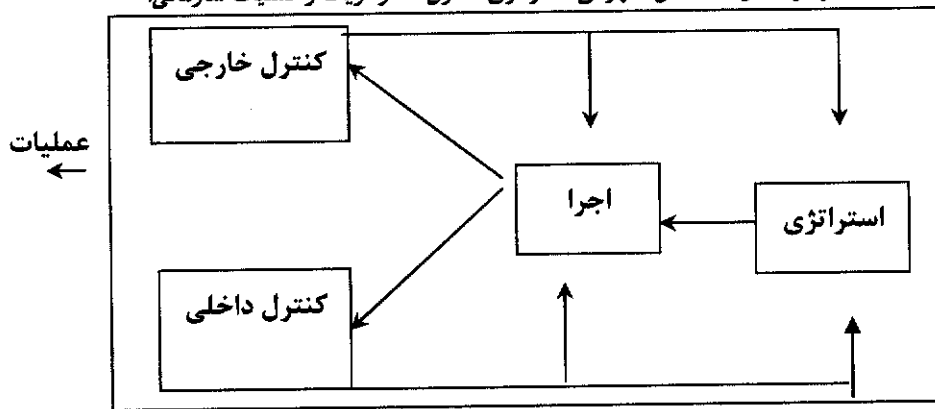 کنترل خارجی
عملیات
اجرا
استراتژی
کنترل داخلی